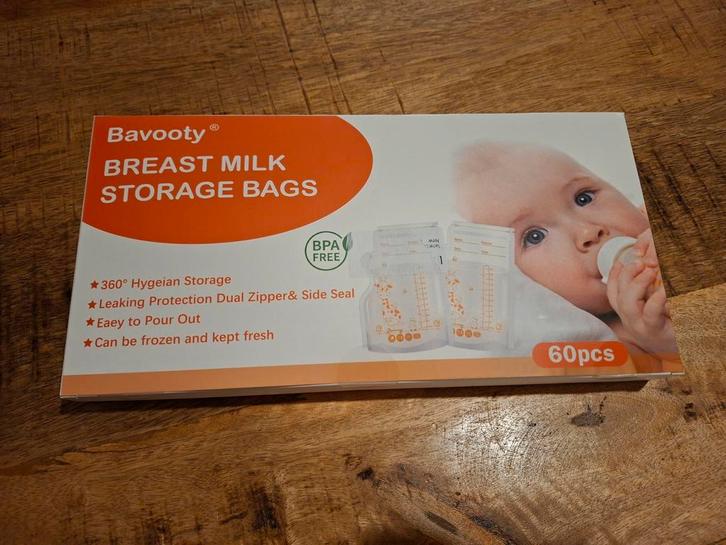 Bavooty®
BREAST MILK
STORAGE BAGS
BPA
FREE
★360° Hygeian Storage
★Leaking Protection Dual Zipper& Side Seal
★Eaey to Pour Out
★Can be frozen and kept fresh
60pcs